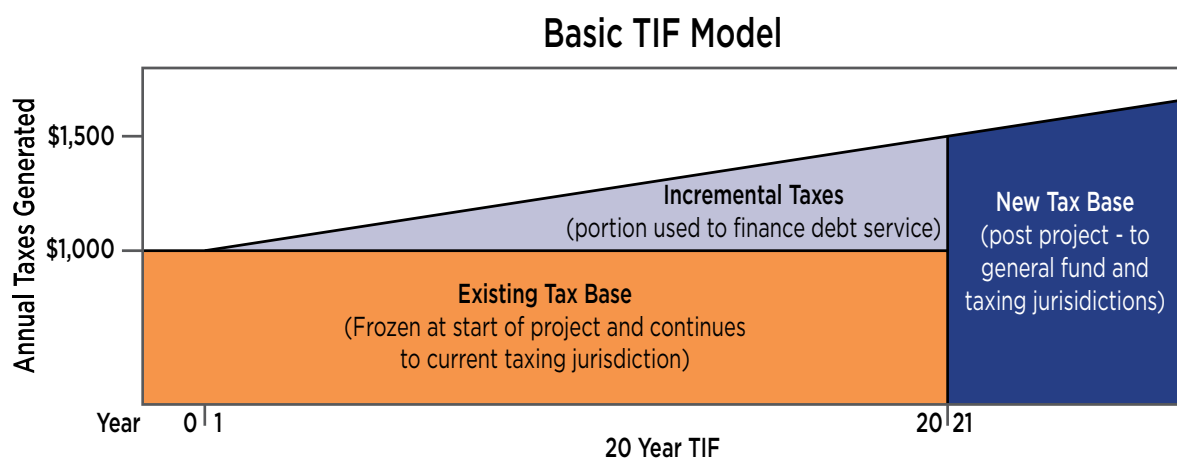 Basic TIF Model
Annual Taxes Generated
$1,500
$1,000
Incremental Taxes
(portion used to finance debt service)
Existing Tax Base
(Frozen at start of project and continues
to current taxing jurisdiction)
New Tax Base
(post project - to
general fund and
taxing jurisidictions)
Year 0 1 20 21
20 Year TIF